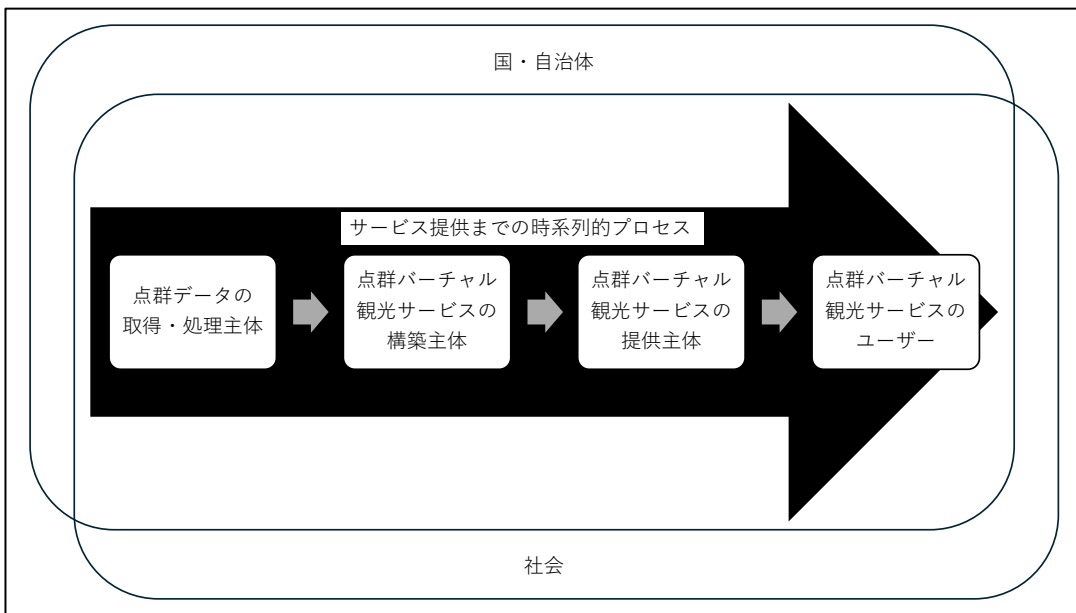 国・自治体
サービス提供までの時系列的プロセス
点群データの
取得・処理主体
点群バーチャル
観光サービスの
構築主体
点群バーチャル
観光サービスの
提供主体
点群バーチャル
観光サービスの
ユーザー
社会